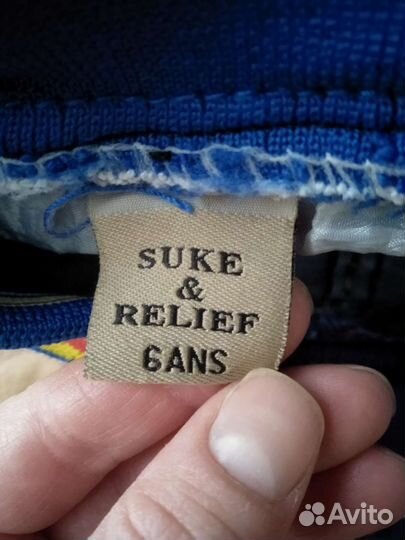 SUKE
&
RELIEF
6ANS
Avito